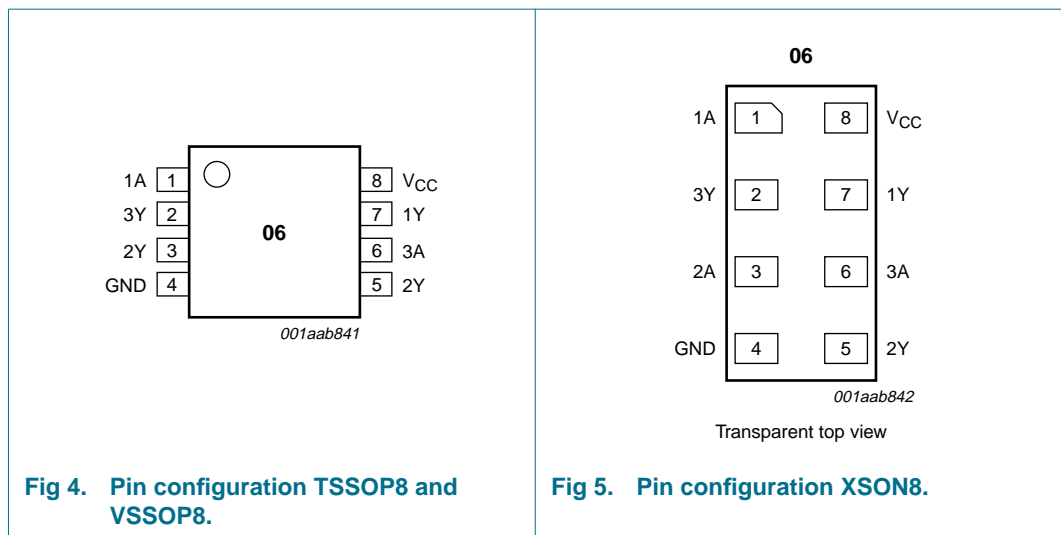 1A 1
3Y 2
2Y 3
GND 4
06
8 VCC
7 1Y
6 3A
5 2Y
001aab841
Fig 4. Pin configuration TSSOP8 and
VSSOP8.
06
1A 1 8 VCC
3Y 2 7 1Y
2A 3 6 3A
GND 4 5 2Y
001aab842
Transparent top view
Fig 5. Pin configuration XSON8.